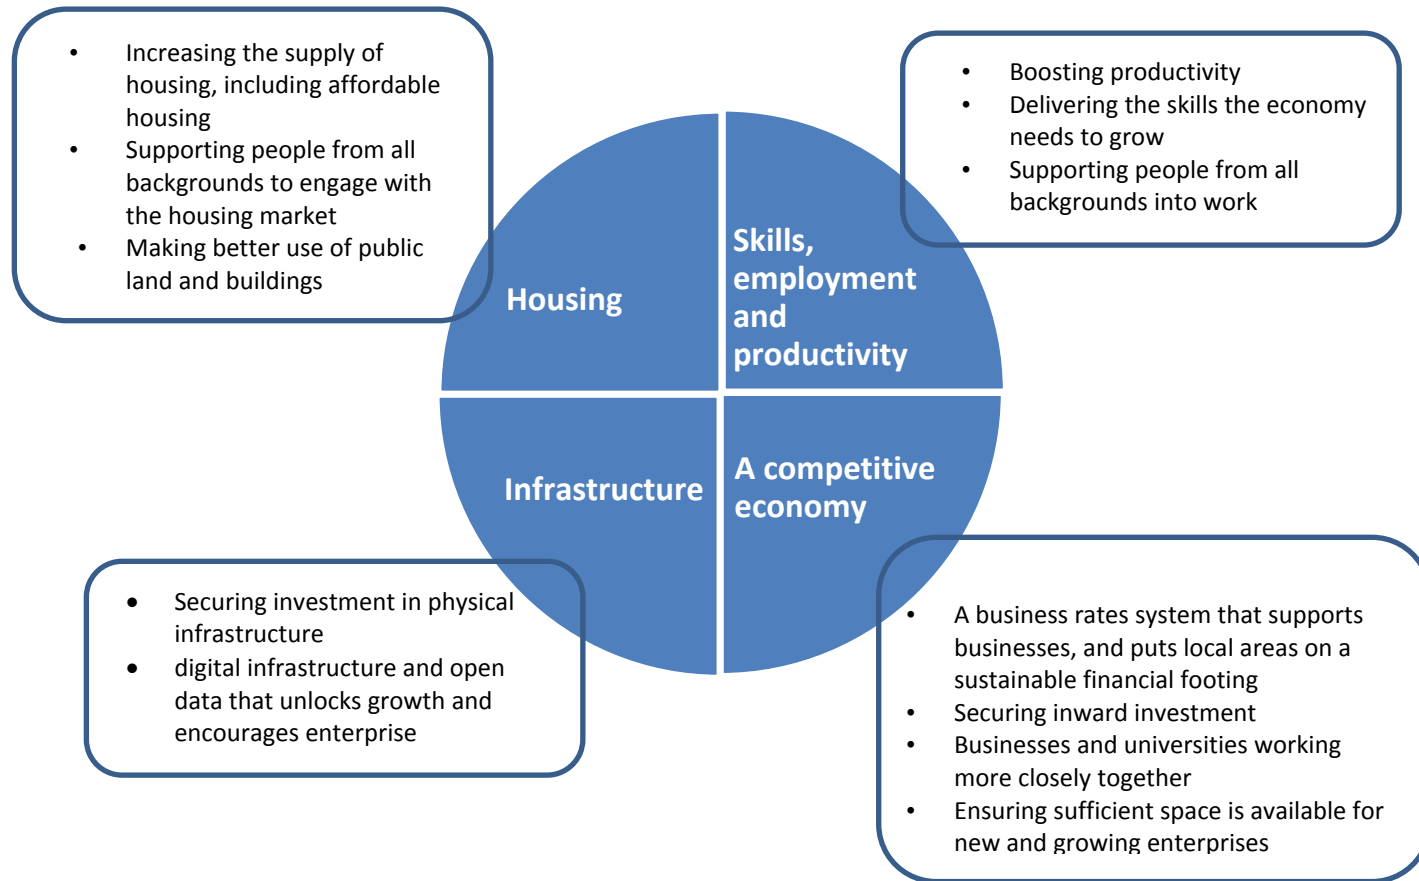 • Increasing the supply of
housing, including affordable
housing
• Supporting people from all
backgrounds to engage with
the housing market
• Making better use of public
land and buildings
• Boosting productivity
• Delivering the skills the economy
needs to grow
• Supporting people from all
backgrounds into work
Housing
Skills,
employment
and
productivity
Infrastructure
A competitive
economy
• Securing investment in physical
infrastructure
• digital infrastructure and open
data that unlocks growth and
encourages enterprise
• A business rates system that supports
businesses, and puts local areas on a
sustainable financial footing
• Securing inward investment
• Businesses and universities working
more closely together
• Ensuring sufficient space is available for
new and growing enterprises